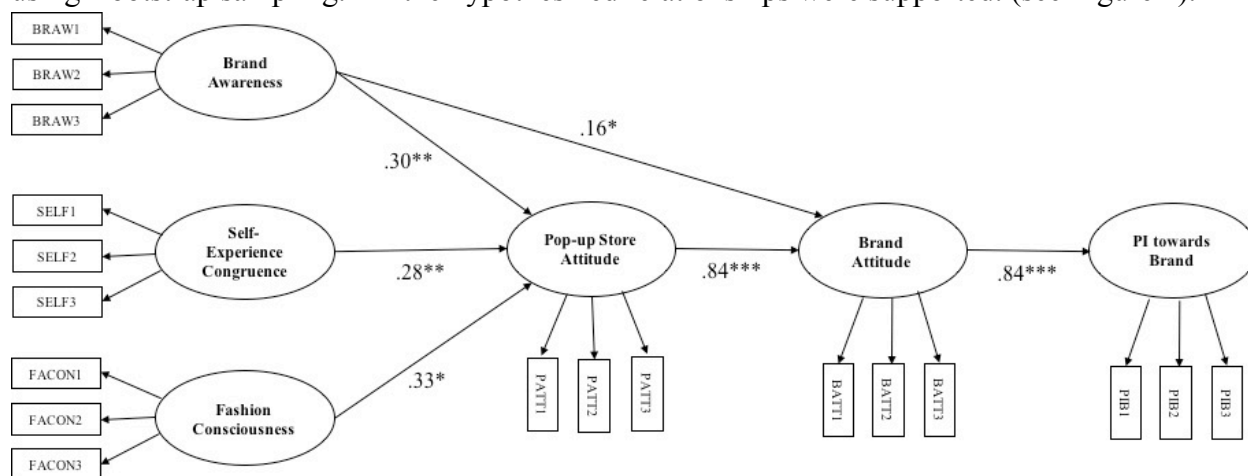 BRAW1
BRAW2
BRAW3
Brand
Awareness
.16*
.30**
SELF1
SELF2
SELF3
Self-
Experience
Congruence
.28**
Pop-up Store
Attitude
.84***
Brand
Attitude
.84***
PI towards
Brand
FACON1
FACON2
FACON3
Fashion
Consciousness
.33*
PATT1
PATT2
PATT3
BATT1
BATT2
BATT3
PIB1
PIB2
PIB3